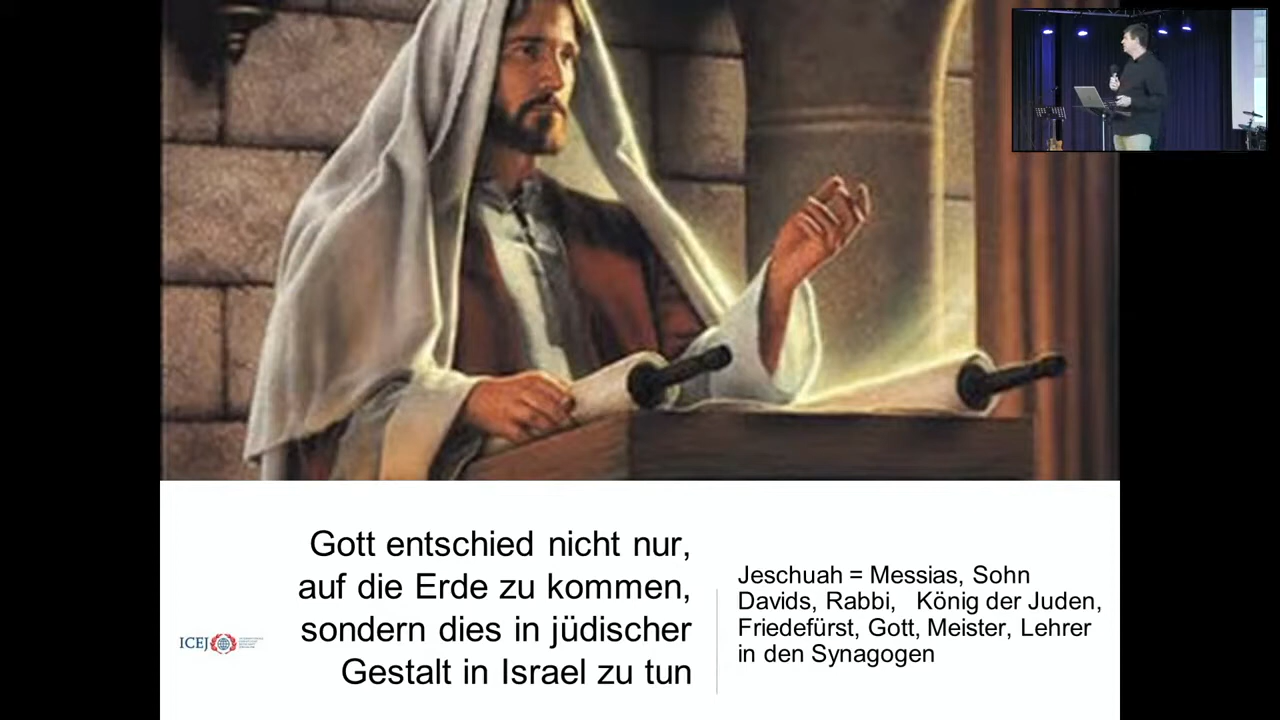 Gott entschied nicht nur,
auf die Erde zu kommen,
sondern dies in jüdischer
Gestalt in Israel zu tun
Jeschuah = Messias, Sohn
Davids, Rabbi, König der Juden,
Friedefürst, Gott, Meister, Lehrer
in den Synagogen
ICEJ